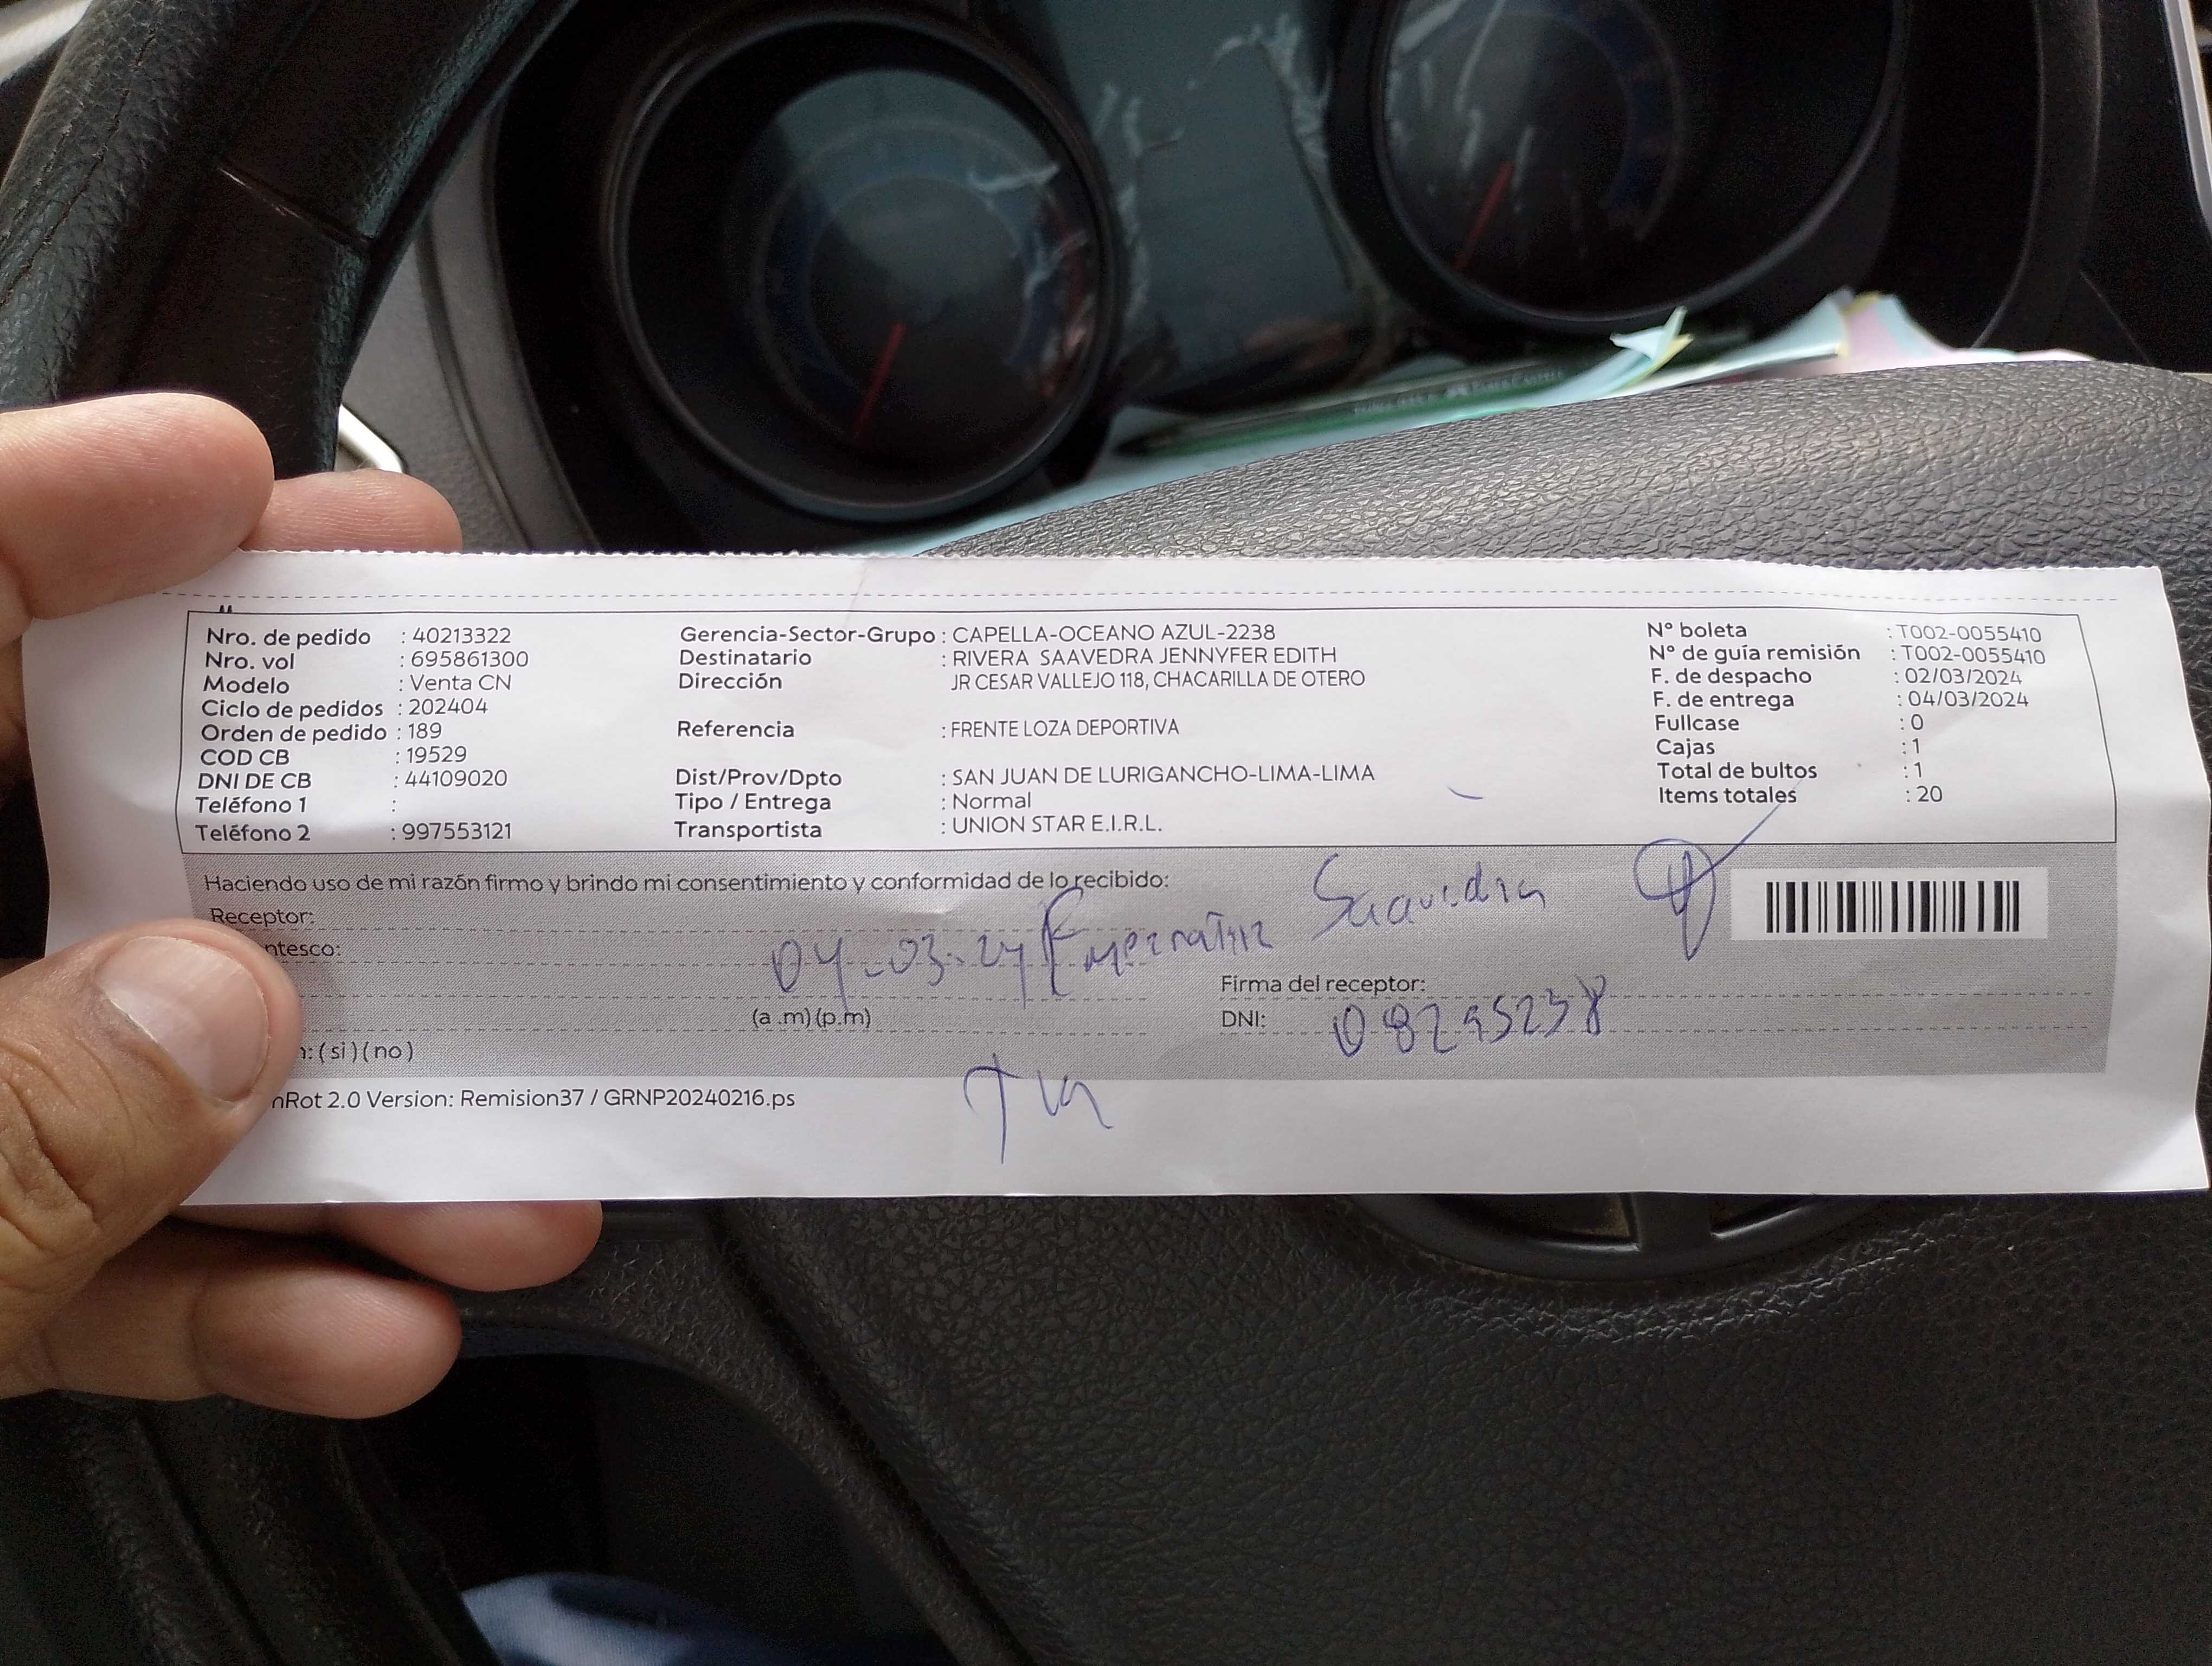 Nro. de pedido : 40213322
Nro. vol : 695861300
Modelo : Venta CN
Ciclo de pedidos : 202404
Orden de pedido : 189
COD CB : 19529
DNI DE CB : 44109020
Teléfono 1 :
Teléfono 2 : 997553121
Gerencia-Sector-Grupo : CAPELLA-OCEANO AZUL-2238
Destinatario : RIVERA SAAVEDRA JENNYFER EDITH
Dirección JR CESAR VALLEJO 118, CHACARILLA DE OTERO
Referencia : FRENTE LOZA DEPORTIVA
Dist/Prov/Dpto : SAN JUAN DE LURIGANCHO-LIMA-LIMA
Tipo / Entrega : Normal
Transportista : UNION STAR E.I.R.L.
N° boleta : T002-0055410
N° de guía remisión : T002-0055410
F. de despacho : 02/03/2024
F. de entrega : 04/03/2024
Fullcase : 0
Cajas : 1
Total de bultos : 1
Items totales : 20
Haciendo uso de mi razón firmo y brindo mi consentimiento y conformidad de lo recibido:
Receptor:
ntesco:
04-03-24 Saavedra
Firma del receptor:
(a .m)(p.m)
DNI: 08295238
: ( si ) ( no )
nRot 2.0 Version: Remision37 / GRNP20240216.ps